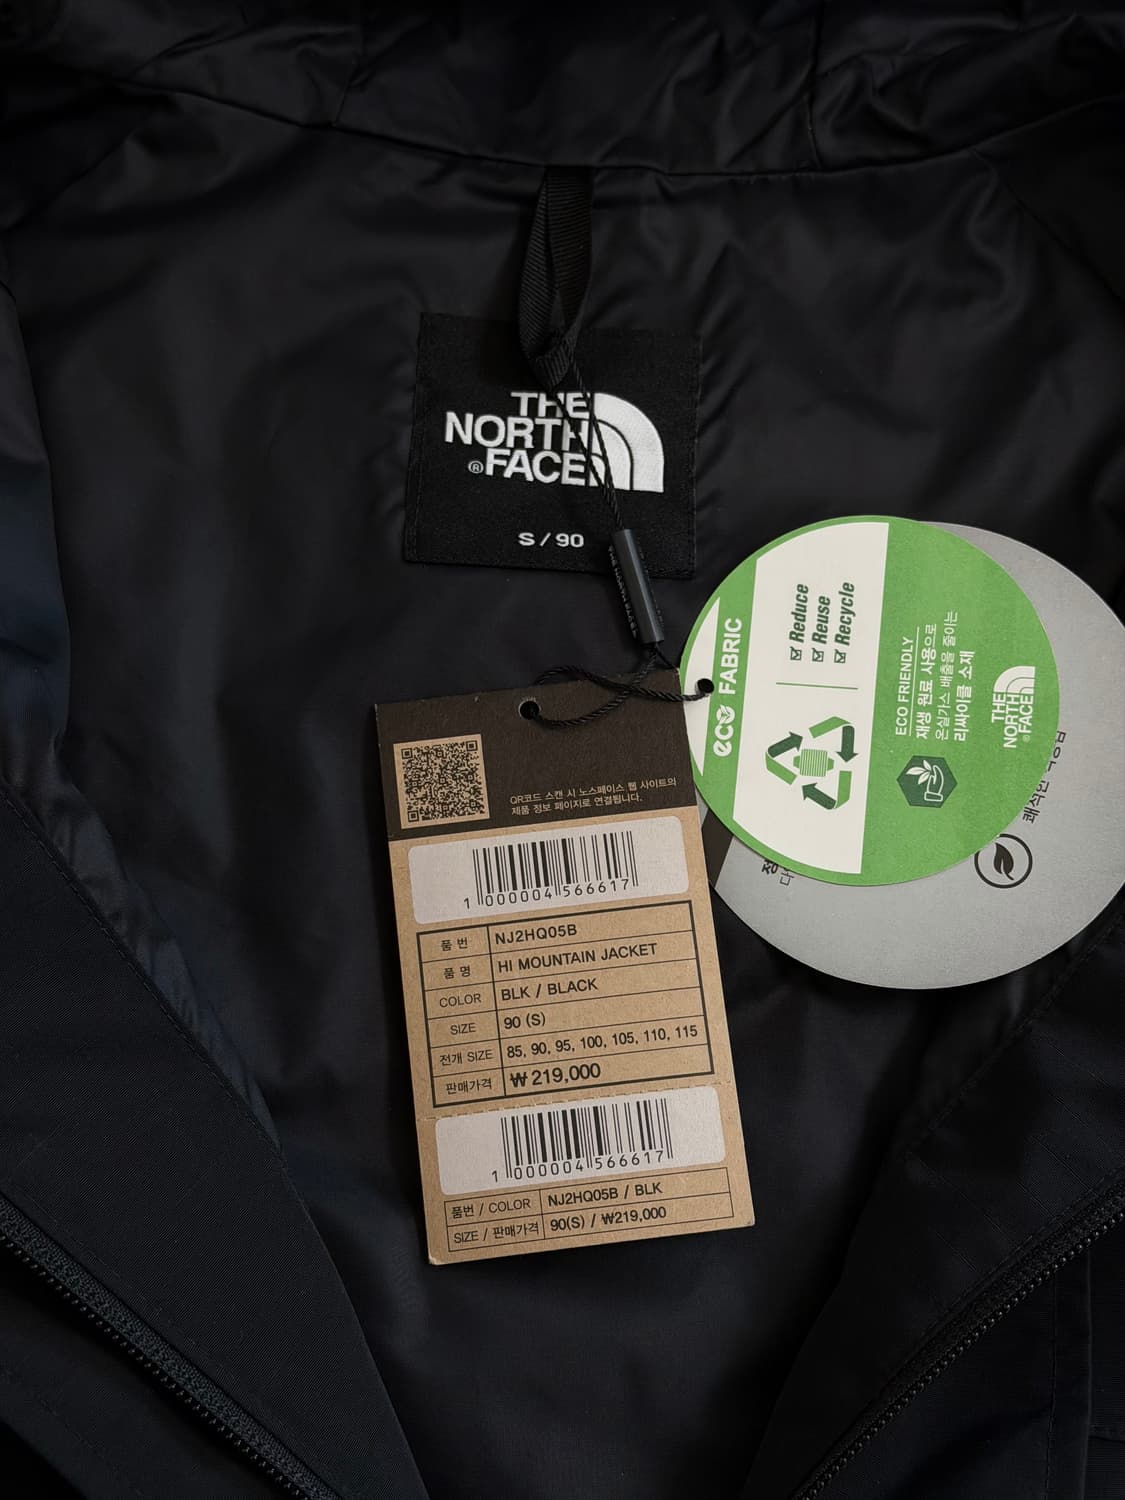 THE
NORTH
®FACE
S / 90
THE NORTH FACE
eco FABRIC
Reduce
Reuse
Recycle
ECO FRIENDLY
재생 원료 사용으로
온실가스 배출을 줄이는
리싸이클 소재
THE
NORTH
®FACE
QR코드 스캔 시 노스페이스 웹 사이트의
제품 정보 페이지로 연결됩니다.
1 000004 566617
품 번 NJ2HQ05B
품 명 HI MOUNTAIN JACKET
COLOR BLK / BLACK
SIZE 90 (S)
전개 SIZE 85, 90, 95, 100, 105, 110, 115
판매가격 ₩219,000
1 000004 566617
품번 / COLOR NJ2HQ05B / BLK
SIZE / 판매가격 90(S) / ₩219,000
쾌적한